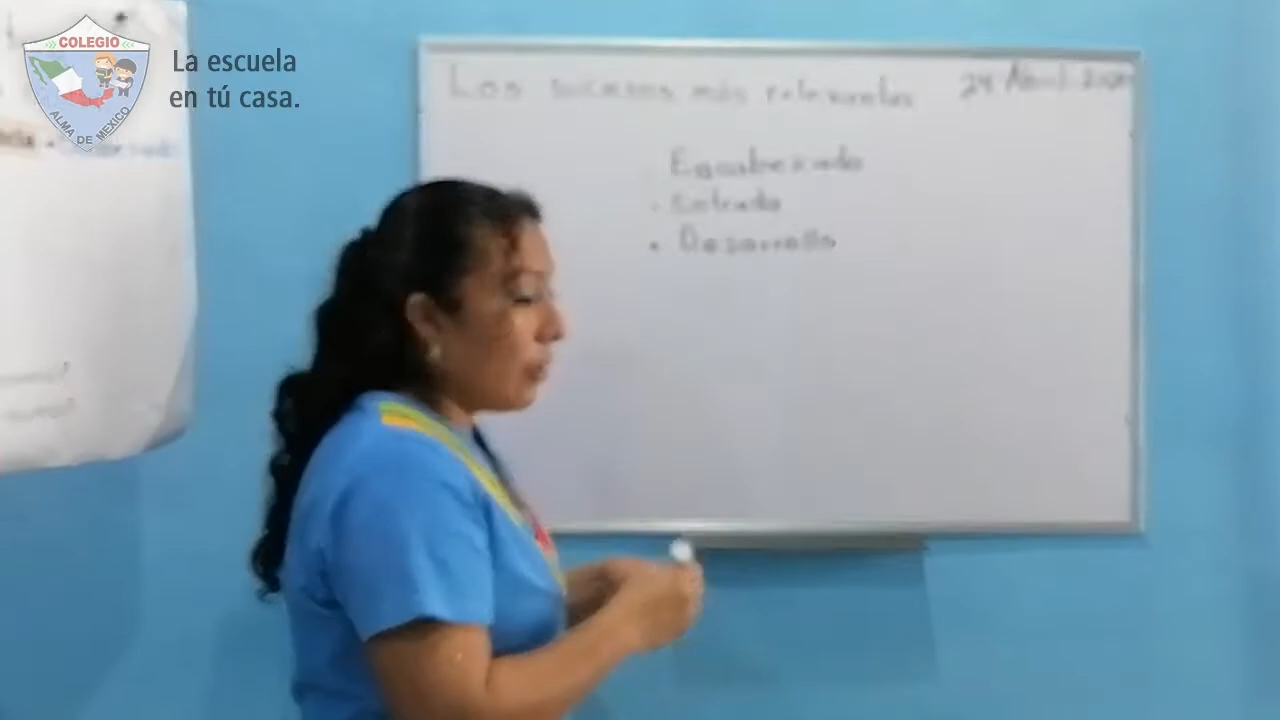 COLEGIO
ALMA DE MEXICO
La escuela
en tú casa.
Los sucesos más relevantes
24 Abril
Encabezado
· Entrada
• Desarrollo